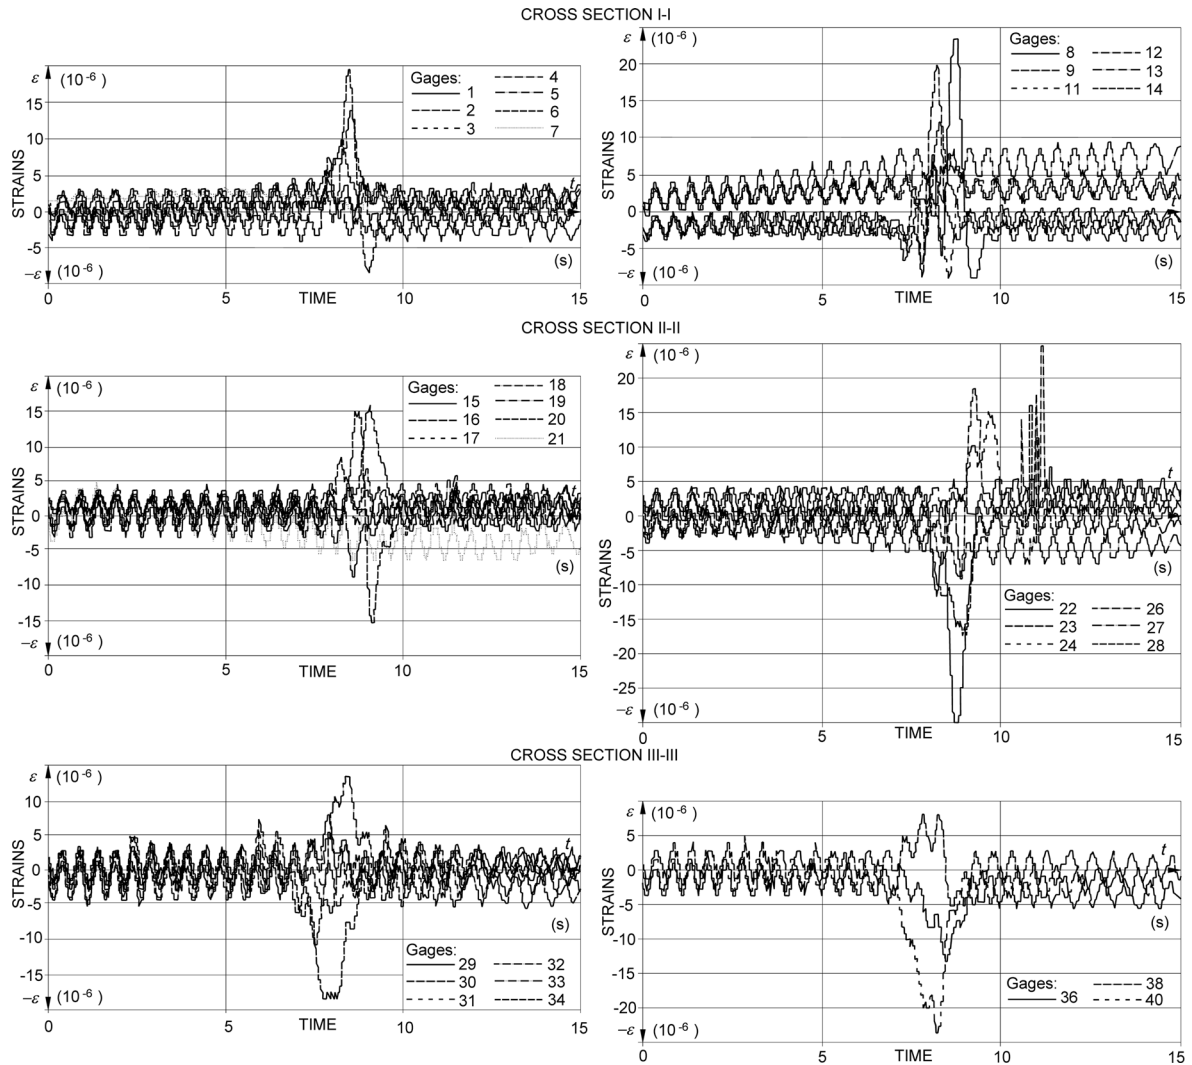 CROSS SECTION I-I
ε (10⁻⁶)
Gages:
1
2
3
4
5
6
7
15
10
5
0
-5
STRAINS
t
(s)
−ε (10⁻⁶)
0 5 TIME 10 15
ε (10⁻⁶)
Gages:
8
9
11
12
13
14
20
15
10
5
0
-5
STRAINS
t
(s)
−ε (10⁻⁶)
0 5 TIME 10 15
CROSS SECTION II-II
ε (10⁻⁶)
Gages:
15
16
17
18
19
20
21
15
10
5
0
-5
-10
-15
STRAINS
t
(s)
−ε (10⁻⁶)
0 5 TIME 10 15
ε (10⁻⁶)
20
15
10
5
0
-5
-10
-15
-20
-25
STRAINS
t
(s)
Gages:
22
23
24
26
27
28
−ε (10⁻⁶)
0 5 TIME 10 15
CROSS SECTION III-III
ε (10⁻⁶)
10
5
0
-5
-10
-15
STRAINS
t
(s)
Gages:
29
30
31
32
33
34
−ε (10⁻⁶)
0 5 TIME 10 15
ε (10⁻⁶)
10
5
0
-5
-10
-15
-20
STRAINS
t
(s)
Gages:
36
38
40
−ε (10⁻⁶)
0 5 TIME 10 15